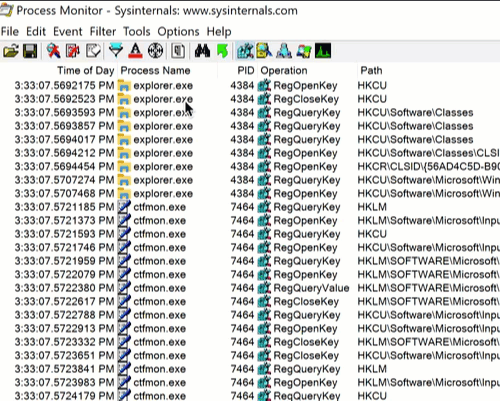 Process Monitor - Sysinternals: www.sysinternals.com
File Edit Event Filter Tools Options Help
Time of Day Process Name PID Operation Path
3:33:07.5692175 PM explorer.exe 4384 RegOpenKey HKCU
3:33:07.5692523 PM explorer.exe 4384 RegCloseKey HKCU
3:33:07.5693593 PM explorer.exe 4384 RegQueryKey HKCU\Software\Classes
3:33:07.5693857 PM explorer.exe 4384 RegQueryKey HKCU\Software\Classes
3:33:07.5694017 PM explorer.exe 4384 RegQueryKey HKCU\Software\Classes
3:33:07.5694212 PM explorer.exe 4384 RegOpenKey HKCU\Software\Classes\CLSI
3:33:07.5694454 PM explorer.exe 4384 RegOpenKey HKCR\CLSID\{56AD4C5D-B90
3:33:07.5707274 PM explorer.exe 4384 RegQueryKey HKCU\Software\Microsoft\Win
3:33:07.5707468 PM explorer.exe 4384 RegOpenKey HKCU\Software\Microsoft\Win
3:33:07.5721185 PM ctfmon.exe 7464 RegQueryKey HKLM
3:33:07.5721373 PM ctfmon.exe 7464 RegOpenKey HKLM\Software\Microsoft\Inpu
3:33:07.5721593 PM ctfmon.exe 7464 RegQueryKey HKCU
3:33:07.5721746 PM ctfmon.exe 7464 RegOpenKey HKCU\Software\Microsoft\Inpu
3:33:07.5721959 PM ctfmon.exe 7464 RegQueryKey HKLM\SOFTWARE\Microsoft\
3:33:07.5722079 PM ctfmon.exe 7464 RegOpenKey HKLM\SOFTWARE\Microsoft\
3:33:07.5722380 PM ctfmon.exe 7464 RegQueryValue HKLM\SOFTWARE\Microsoft\
3:33:07.5722617 PM ctfmon.exe 7464 RegCloseKey HKLM\SOFTWARE\Microsoft\
3:33:07.5722788 PM ctfmon.exe 7464 RegQueryKey HKCU\Software\Microsoft\Inpu
3:33:07.5722913 PM ctfmon.exe 7464 RegOpenKey HKCU\Software\Microsoft\Inpu
3:33:07.5723332 PM ctfmon.exe 7464 RegCloseKey HKLM\SOFTWARE\Microsoft\
3:33:07.5723651 PM ctfmon.exe 7464 RegCloseKey HKCU\Software\Microsoft\Inpu
3:33:07.5723841 PM ctfmon.exe 7464 RegQueryKey HKLM
3:33:07.5723983 PM ctfmon.exe 7464 RegOpenKey HKLM\Software\Microsoft\Inpu
3:33:07.5724179 PM ctfmon.exe 7464 RegQueryKey HKCU